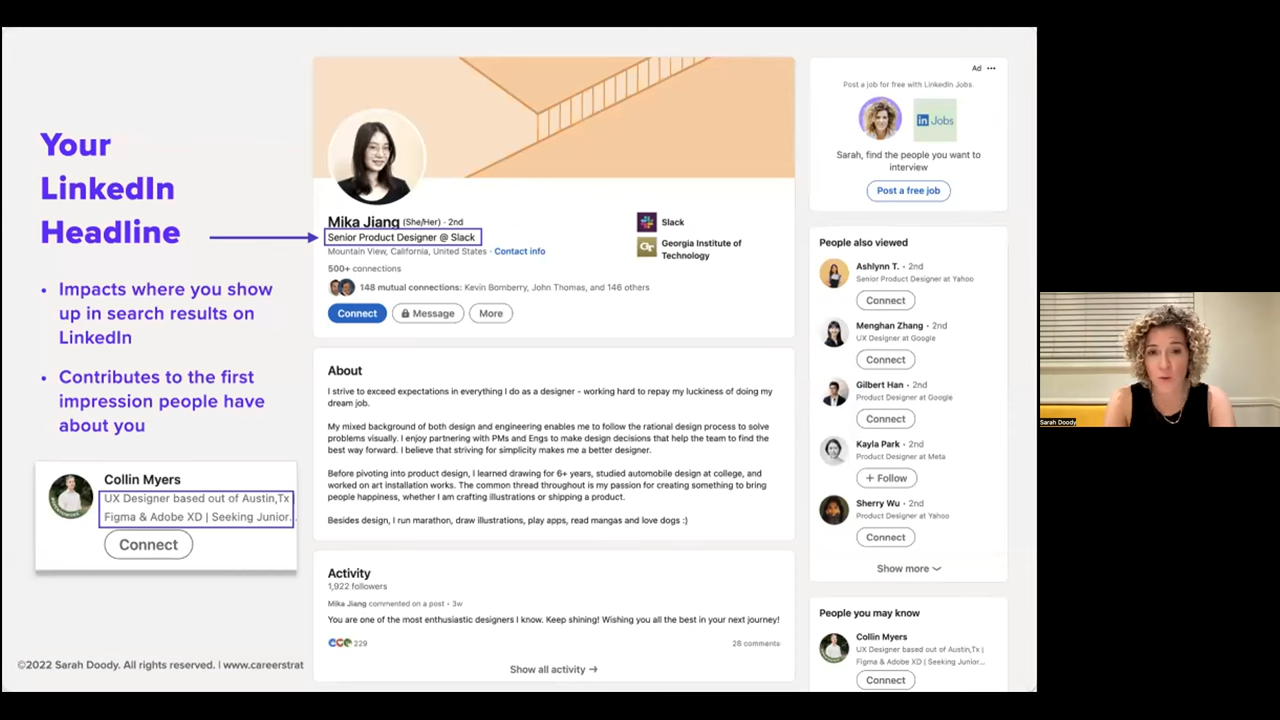 Your
LinkedIn
Headline
• Impacts where you show
up in search results on
LinkedIn
• Contributes to the first
impression people have
about you
Collin Myers
UX Designer based out of Austin,Tx
Figma & Adobe XD | Seeking Junior...
Connect
©2022 Sarah Doody. All rights reserved. | www.careerstrat
Mika Jiang (She/Her) · 2nd
Senior Product Designer @ Slack
Mountain View, California, United States · Contact info
500+ connections
148 mutual connections: Kevin Bomberry, John Thomas, and 146 others
Connect
Message
More
Slack
GT
Georgia Institute of
Technology
About
I strive to exceed expectations in everything I do as a designer - working hard to repay my luckiness of doing my
dream job.
My mixed background of both design and engineering enables me to follow the rational design process to solve
problems visually. I enjoy partnering with PMs and Engs to make design decisions that help the team to find the
best way forward. I believe that striving for simplicity makes me a better designer.
Before pivoting into product design, I learned drawing for 6+ years, studied automobile design at college, and
worked on art installation works. The common thread throughout is my passion for creating something to bring
people happiness, whether I am crafting illustrations or shipping a product.
Besides design, I run marathon, draw illustrations, play apps, read mangas and love dogs :)
Activity
1,922 followers
Mika Jiang commented on a post • 3w
You are one of the most enthusiastic designers I know. Keep shining! Wishing you all the best in your next journey!
229
28 comments
Show all activity →
Ad •••
Post a job for free with LinkedIn Jobs.
in Jobs
Sarah, find the people you want to
interview
Post a free job
People also viewed
Ashlynn T. • 2nd
Senior Product Designer at Yahoo
Connect
Menghan Zhang • 2nd
UX Designer at Google
Connect
Gilbert Han • 2nd
Product Designer at Google
Connect
Kayla Park • 2nd
Product Designer at Meta
+ Follow
Sherry Wu • 2nd
Product Designer at Yahoo
Connect
Show more
People you may know
Collin Myers
UX Designer based out of Austin,Tx |
Figma & Adobe XD | Seeking Junior...
Connect
Sarah Doody